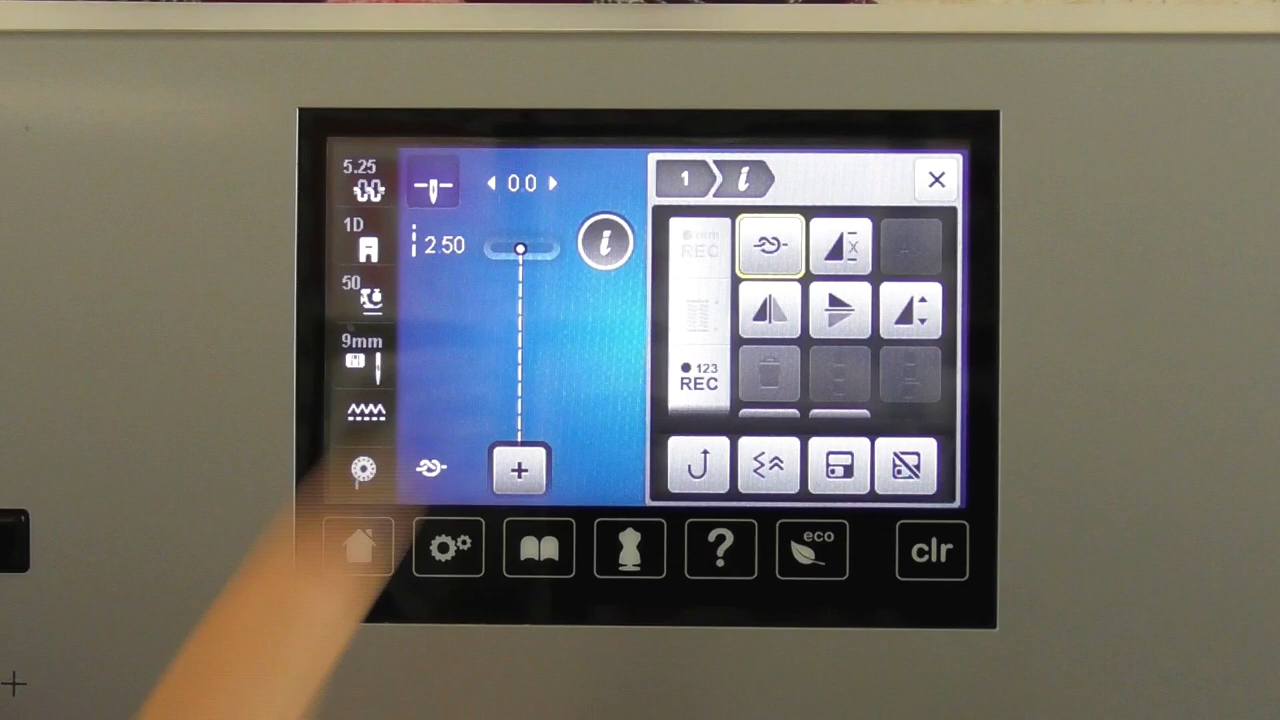 5.25
1D
50
9mm
0.0
2.50
i
+
1 i
x
REC
123
REC
? eco clr